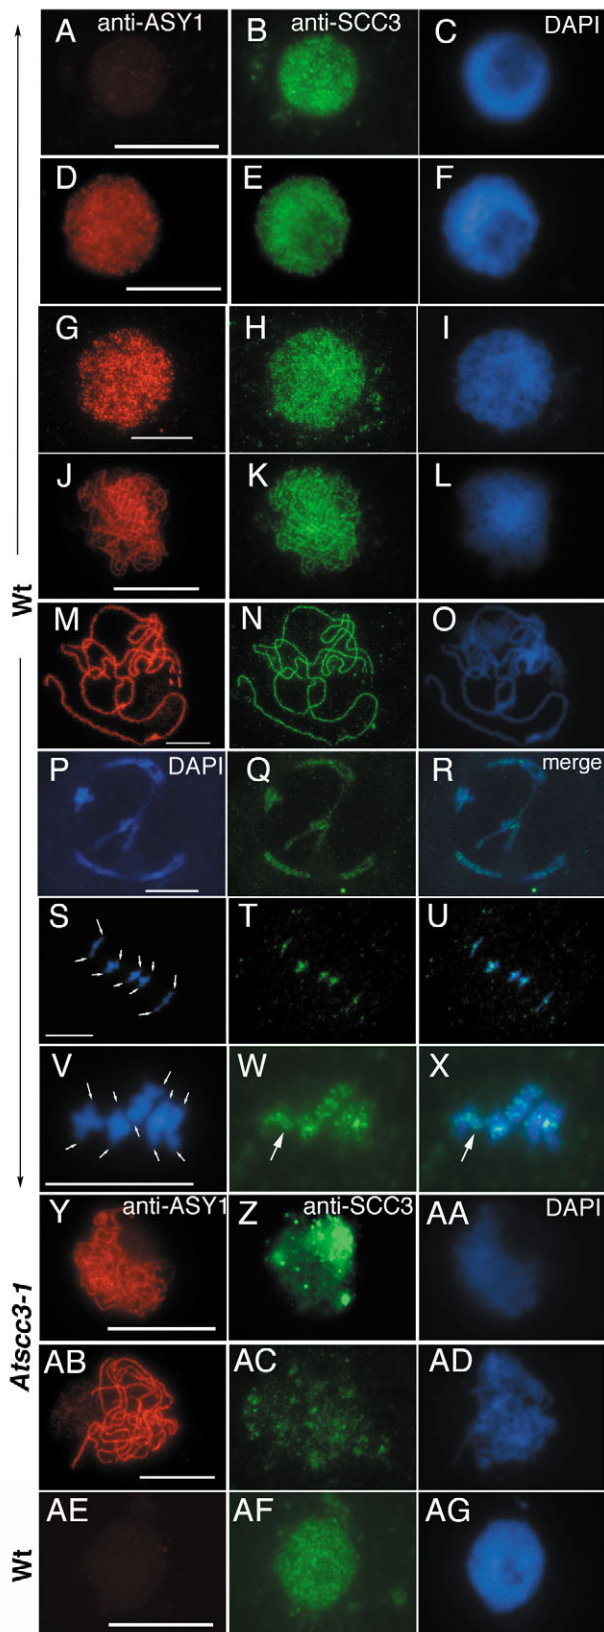 A anti-ASY1 B anti-SCC3 C DAPI
D E F
G H I
J K L
Wt
M N O
P DAPI Q R merge
S T U
V W X
Y anti-ASY1 Z anti-SCC3 AA DAPI
Atscc3-1
AB AC AD
AE AF AG
Wt